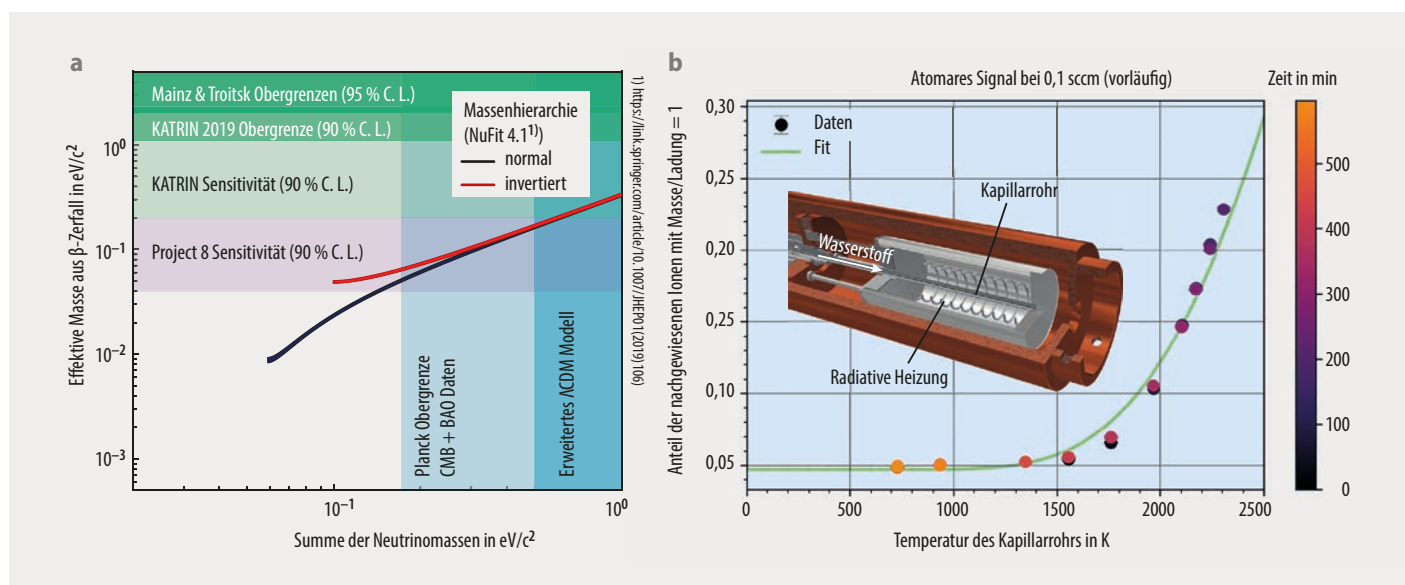 a
Mainz & Troitsk Obergrenzen (95 % C. L.)
KATRIN 2019 Obergrenze (90 % C. L.)
KATRIN Sensitivität (90 % C. L.)
Project 8 Sensitivität (90 % C. L.)
Massenhierarchie
(NuFit 4.1¹⁾)
normal
invertiert
Planck Obergrenze
CMB + BAO Daten
Erweitertes ΛCDM Modell
Effektive Masse aus β-Zerfall in eV/c²
10⁰
10⁻¹
10⁻²
10⁻³
10⁻¹
10⁰
Summe der Neutrinomassen in eV/c²
1) https://link.springer.com/article/10.1007/JHEP01(2019)106)
b
Atomares Signal bei 0,1 sccm (vorläufig)
Daten
Fit
Kapillarrohr
Wasserstoff
Radiative Heizung
Anteil der nachgewiesenen Ionen mit Masse/Ladung = 1
0,30
0,25
0,20
0,25
0,10
0,05
0
500
1000
1500
2000
2500
Temperatur des Kapillarrohrs in K
Zeit in min
500
400
300
200
100
0